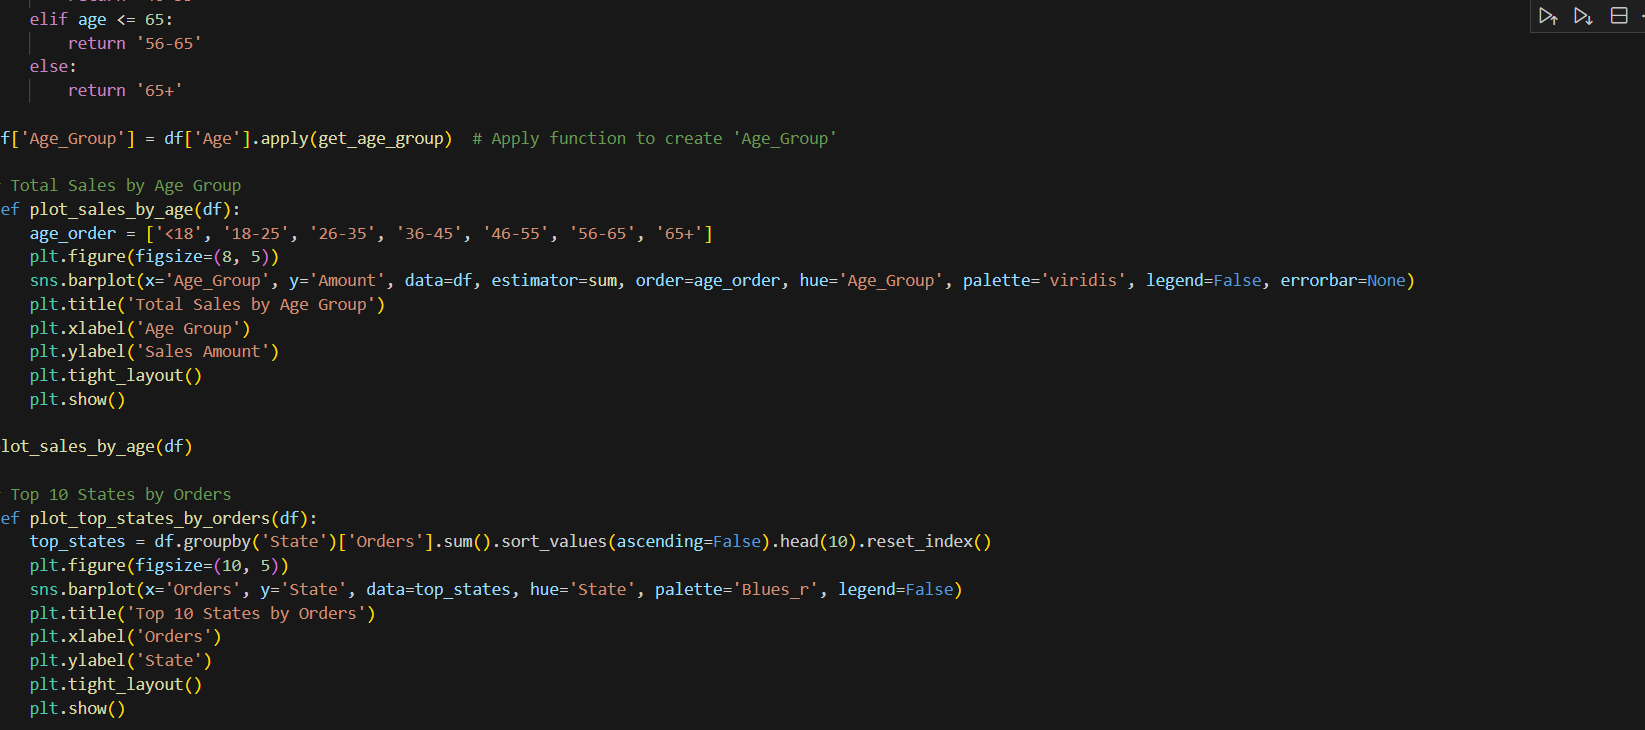 elif age <= 65:
return '56-65'
else:
return '65+'
f['Age_Group'] = df['Age'].apply(get_age_group)  # Apply function to create 'Age_Group'
Total Sales by Age Group
ef plot_sales_by_age(df):
age_order = ['<18', '18-25', '26-35', '36-45', '46-55', '56-65', '65+']
plt.figure(figsize=(8, 5))
sns.barplot(x='Age_Group', y='Amount', data=df, estimator=sum, order=age_order, hue='Age_Group', palette='viridis', legend=False, errorbar=None)
plt.title('Total Sales by Age Group')
plt.xlabel('Age Group')
plt.ylabel('Sales Amount')
plt.tight_layout()
plt.show()
lot_sales_by_age(df)
Top 10 States by Orders
ef plot_top_states_by_orders(df):
top_states = df.groupby('State')['Orders'].sum().sort_values(ascending=False).head(10).reset_index()
plt.figure(figsize=(10, 5))
sns.barplot(x='Orders', y='State', data=top_states, hue='State', palette='Blues_r', legend=False)
plt.title('Top 10 States by Orders')
plt.xlabel('Orders')
plt.ylabel('State')
plt.tight_layout()
plt.show()